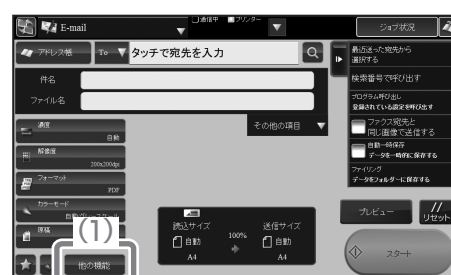 E-mail
通信中
プリンター
ジョブ状況
アドレス帳
To
タッチで宛先を入力
件名
ファイル名
濃度
自動
解像度
200x200dpi
フォーマット
PDF
カラーモード
原稿
その他の項目
読込サイズ
自動
A4
100%
送信サイズ
自動
A4
(1)
他の機能
最近送った宛先から
選択する
検索番号で呼び出す
プログラム呼び出し
登録されている設定を呼び出す
ファクス宛先と
同じ画像で送信する
自動一時保存
データを一時的に保存する
ファイリング
データをフォルダーに保存する
プレビュー
リセット
スタート